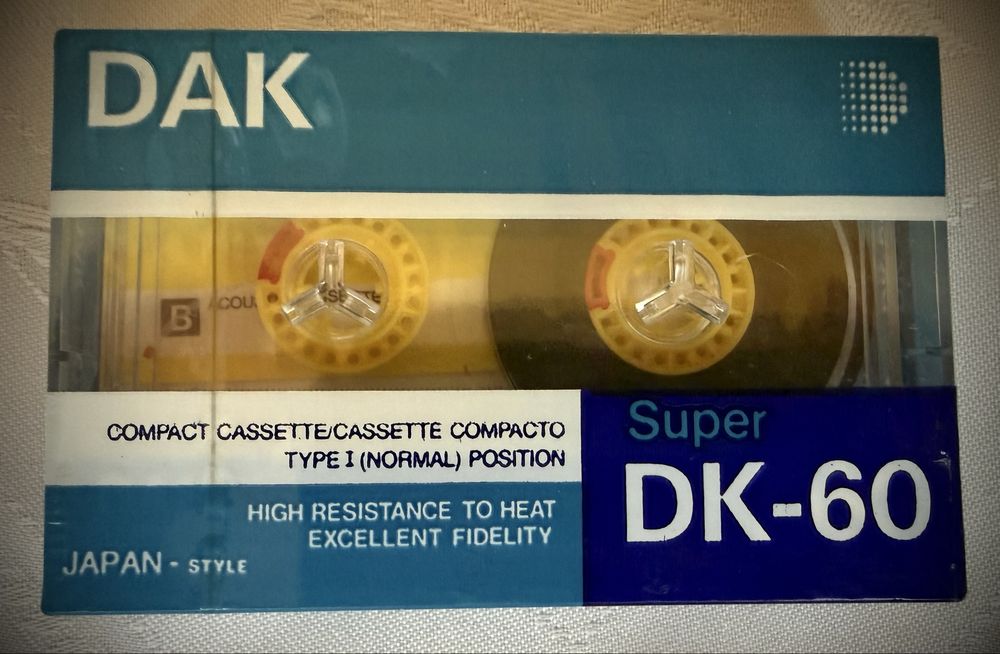 DAK
B
CASSETTE
COMPACT CASSETTE/CASSETTE COMPACTO
TYPE I (NORMAL) POSITION
Super
DK-60
HIGH RESISTANCE TO HEAT
EXCELLENT FIDELITY
JAPAN - STYLE